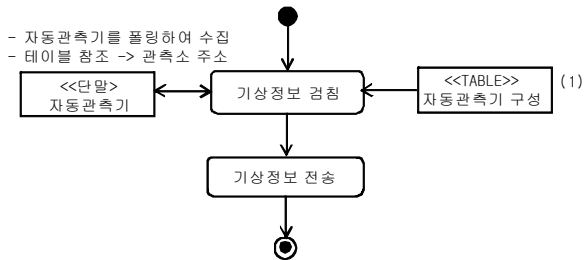 - 자동관측기를 폴링하여 수집
- 테이블 참조 -> 관측소 주소
<<단말>
자동관측기
기상정보 검침
<<TABLE>>
자동관측기 구성
(1)
기상정보 전송